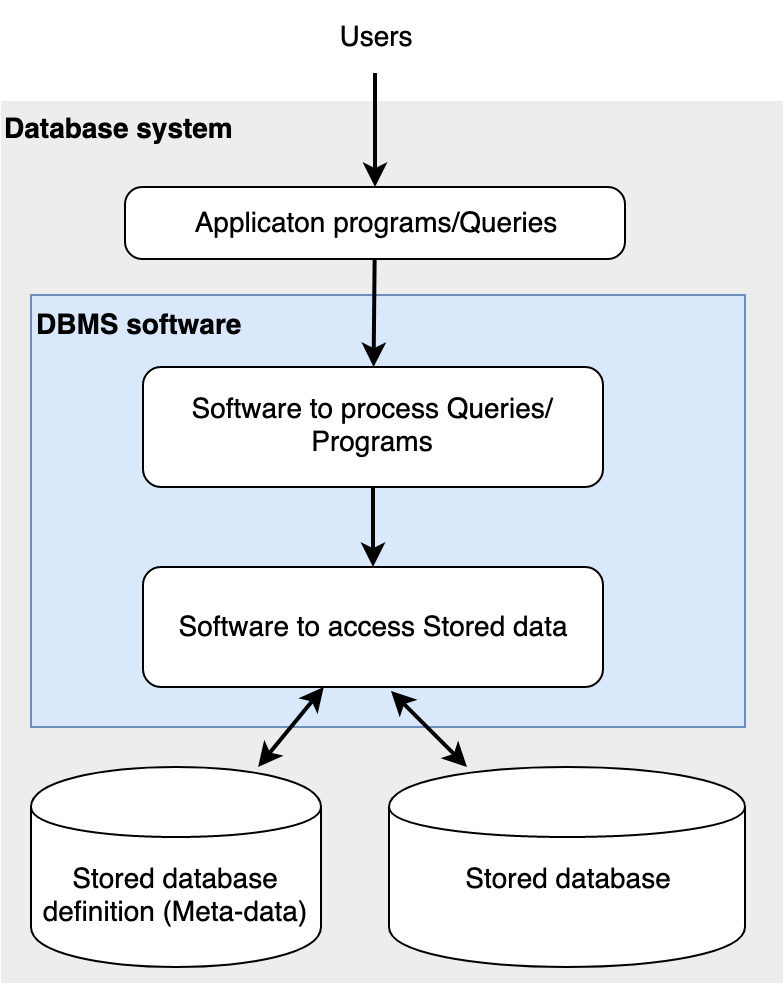 Users
Database system
Applicaton programs/Queries
DBMS software
Software to process Queries/
Programs
Software to access Stored data
Stored database
definition (Meta-data)
Stored database